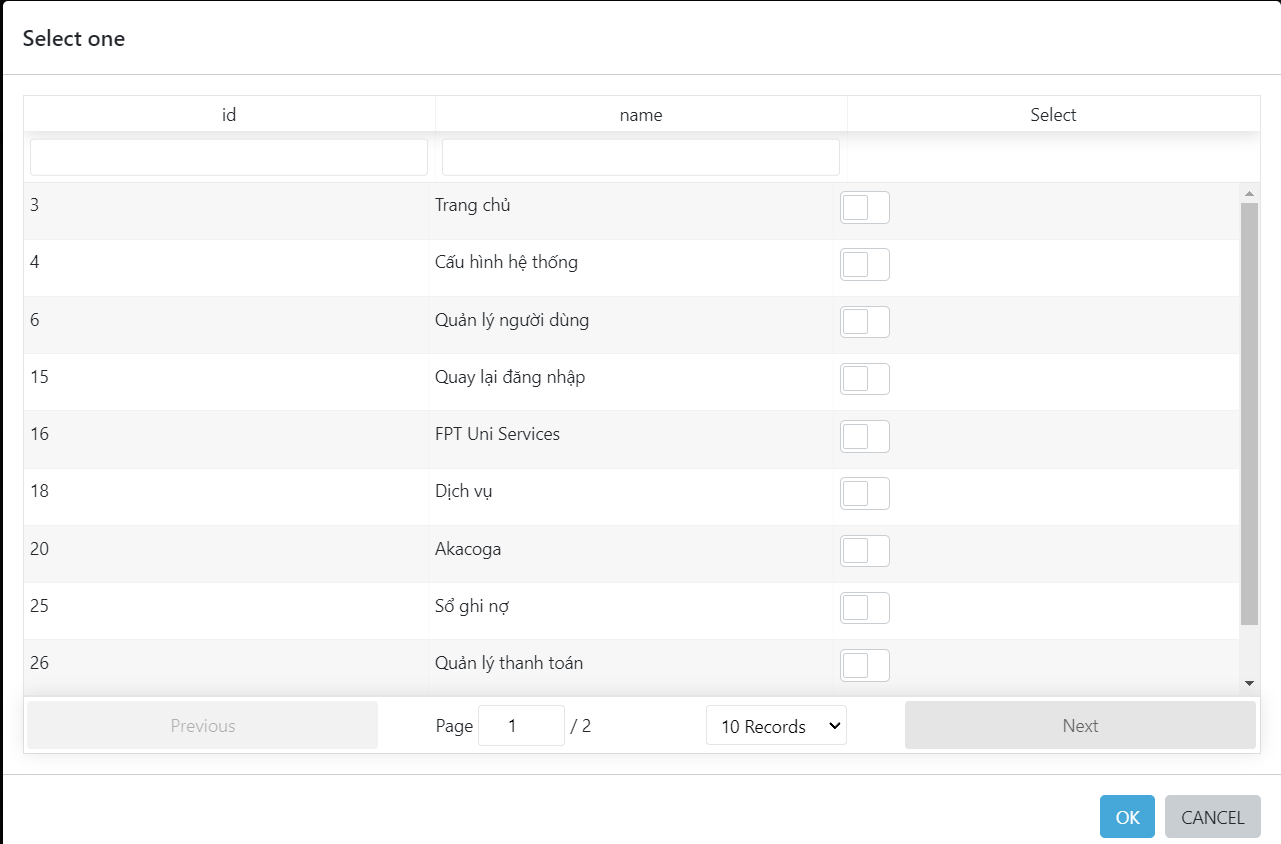 Select one
id name Select
3 Trang chủ
4 Cấu hình hệ thống
6 Quản lý người dùng
15 Quay lại đăng nhập
16 FPT Uni Services
18 Dịch vụ
20 Akacoga
25 Sổ ghi nợ
26 Quản lý thanh toán
Previous Page 1 / 2 10 Records Next
OK CANCEL